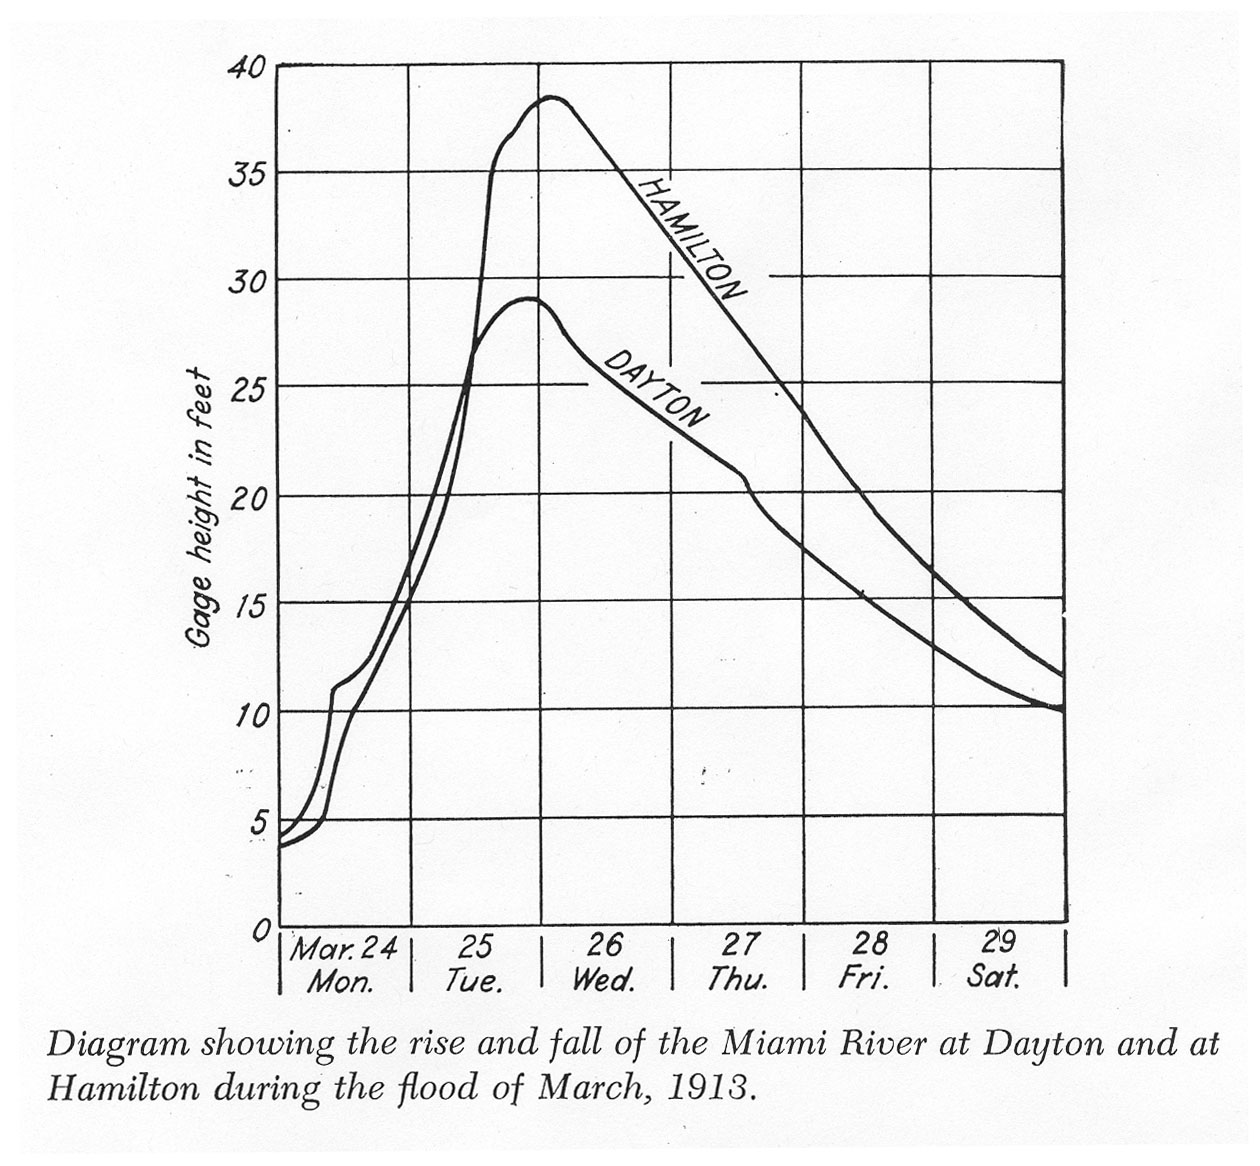 40
35
30
25
20
15
10
5
0
Gage height in feet
HAMILTON
DAYTON
Mar. 24 25 26 27 28 29
Mon. Tue. Wed. Thu. Fri. Sat.
Diagram showing the rise and fall of the Miami River at Dayton and at
Hamilton during the flood of March, 1913.